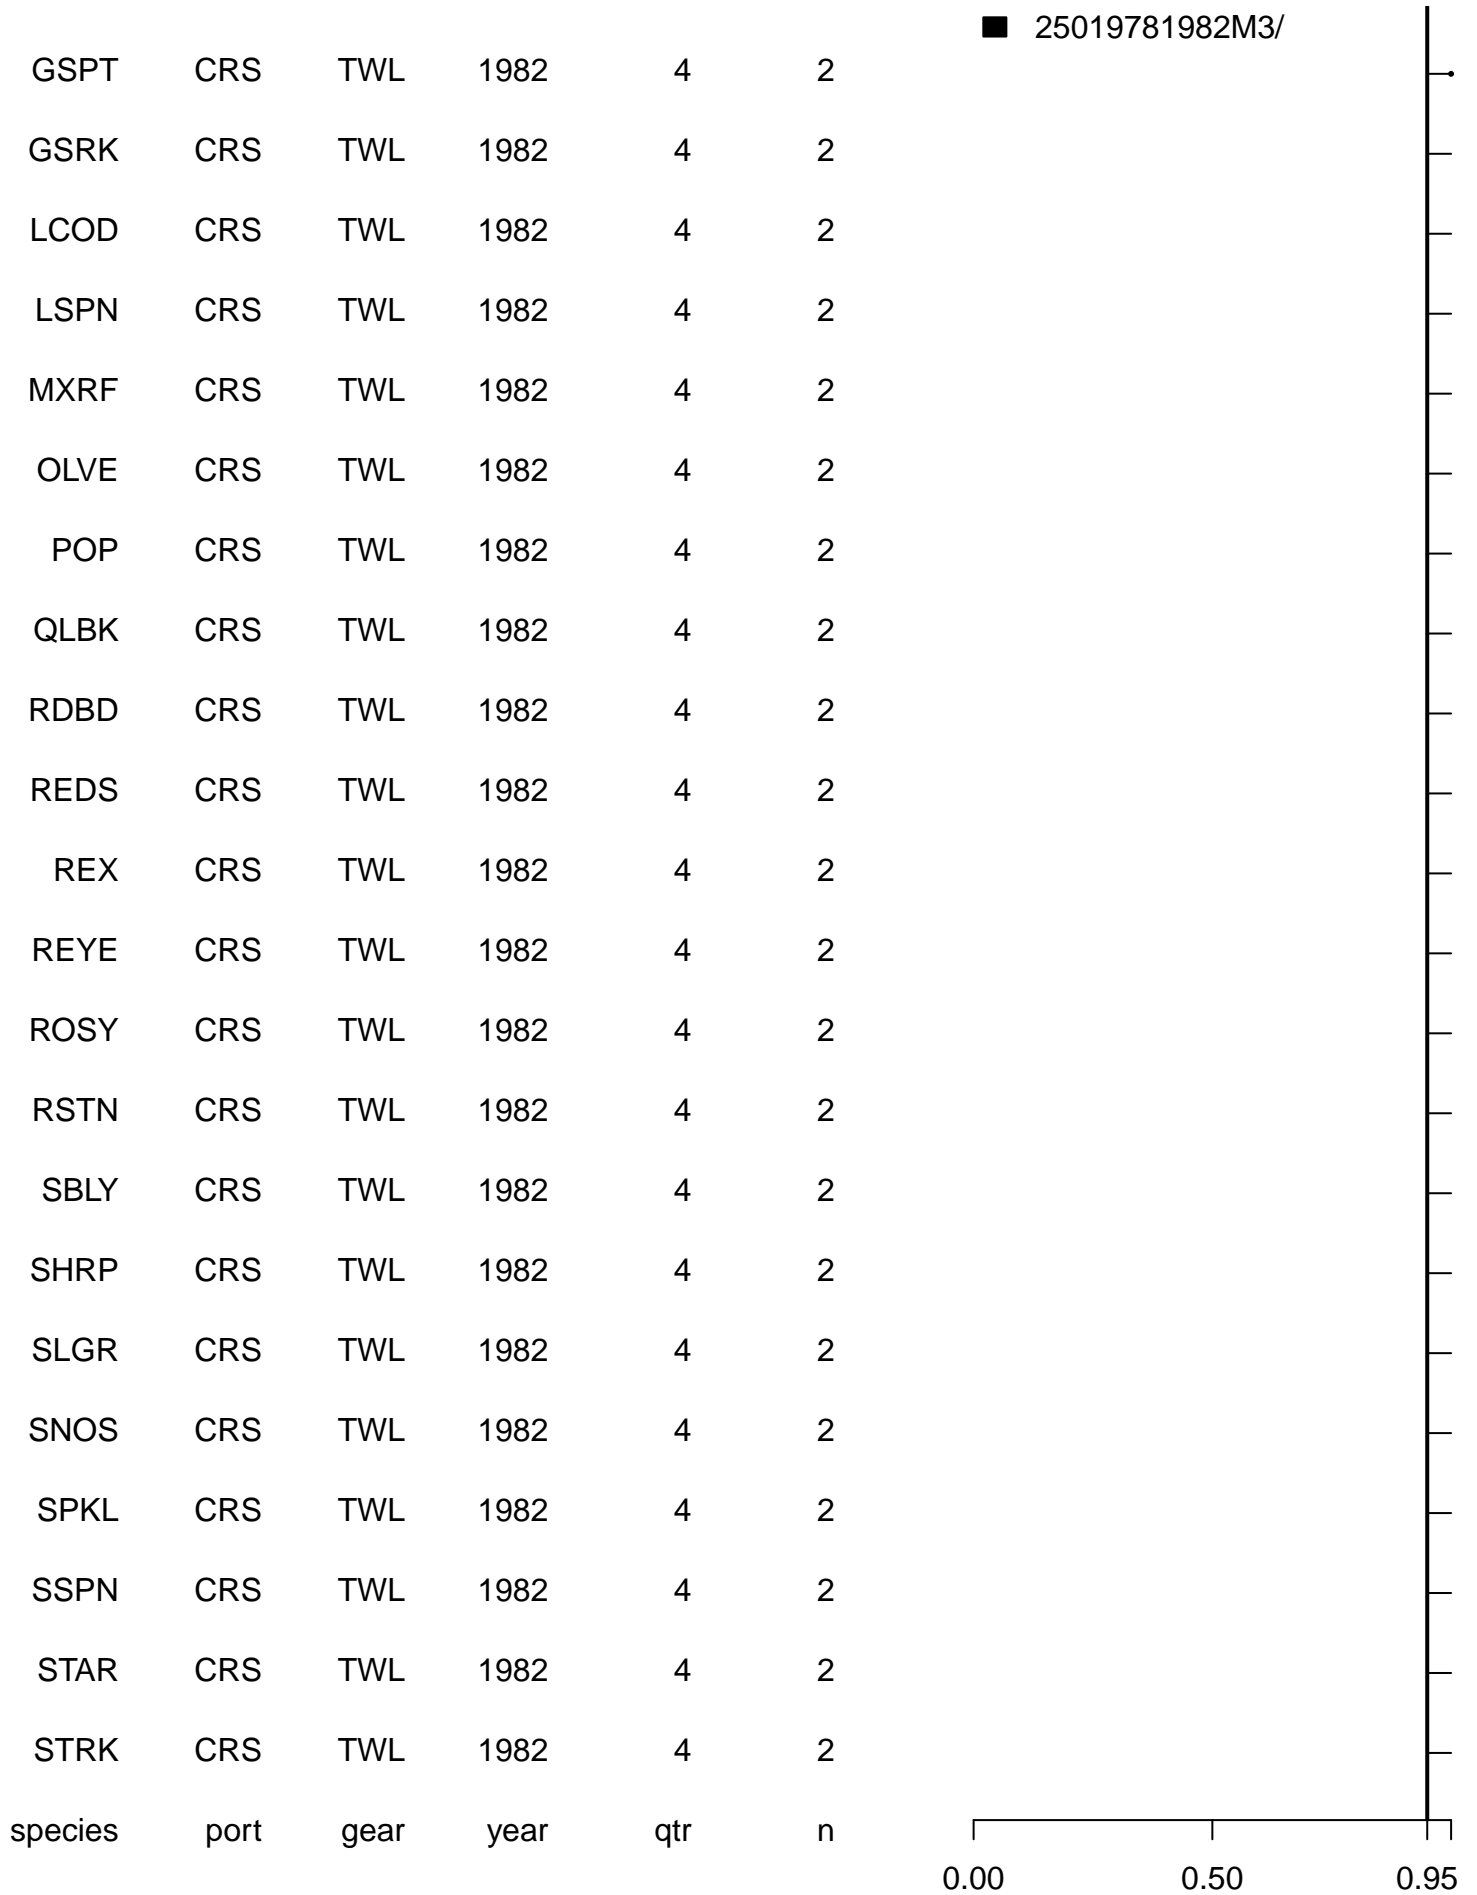 25019781982M3/
GSPT CRS TWL 1982 4 2
GSRK CRS TWL 1982 4 2
LCOD CRS TWL 1982 4 2
LSPN CRS TWL 1982 4 2
MXRF CRS TWL 1982 4 2
OLVE CRS TWL 1982 4 2
POP CRS TWL 1982 4 2
QLBK CRS TWL 1982 4 2
RDBD CRS TWL 1982 4 2
REDS CRS TWL 1982 4 2
REX CRS TWL 1982 4 2
REYE CRS TWL 1982 4 2
ROSY CRS TWL 1982 4 2
RSTN CRS TWL 1982 4 2
SBLY CRS TWL 1982 4 2
SHRP CRS TWL 1982 4 2
SLGR CRS TWL 1982 4 2
SNOS CRS TWL 1982 4 2
SPKL CRS TWL 1982 4 2
SSPN CRS TWL 1982 4 2
STAR CRS TWL 1982 4 2
STRK CRS TWL 1982 4 2
species port gear year qtr n
0.00 0.50 0.95